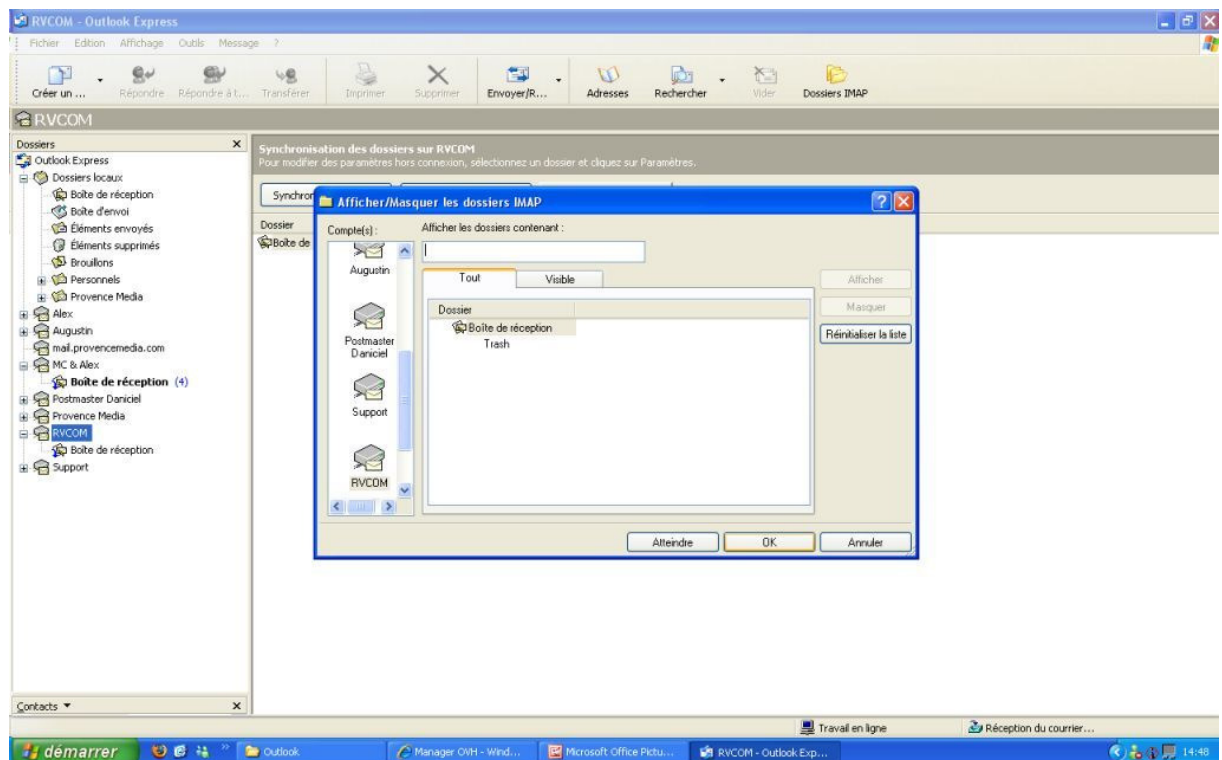 RVCOM - Outlook Express
Fichier Edition Affichage Outils Message ?
Créer un ... Répondre Répondre à t... Transférer Imprimer Supprimer Envoyer/R... Adresses Rechercher Vider Dossiers IMAP
RVCOM
Dossiers
Outlook Express
Dossiers locaux
Boîte de réception
Boîte d'envoi
Éléments envoyés
Éléments supprimés
Brouillons
Personnels
Provence Media
Alex
Augustin
mail.provencemedia.com
MC & Alex
Boîte de réception (4)
Postmaster Daniciel
Provence Media
RVCOM
Boîte de réception
Support
Contacts
Synchronisation des dossiers sur RVCOM
Pour modifier des paramètres hors connexion, sélectionnez un dossier et cliquez sur Paramètres.
Synchror
Dossier
Boîte de
Afficher/Masquer les dossiers IMAP
Compte(s) :
Augustin
Postmaster
Daniciel
Support
RVCOM
Afficher les dossiers contenant :
Tout Visible
Dossier
Boîte de réception
Trash
Afficher
Masquer
Réinitialiser la liste
Atteindre OK Annuler
Travail en ligne Réception du courrier...
démarrer Outlook Manager OVH - Wind... Microsoft Office Pictu... RVCOM - Outlook Exp... 14:48